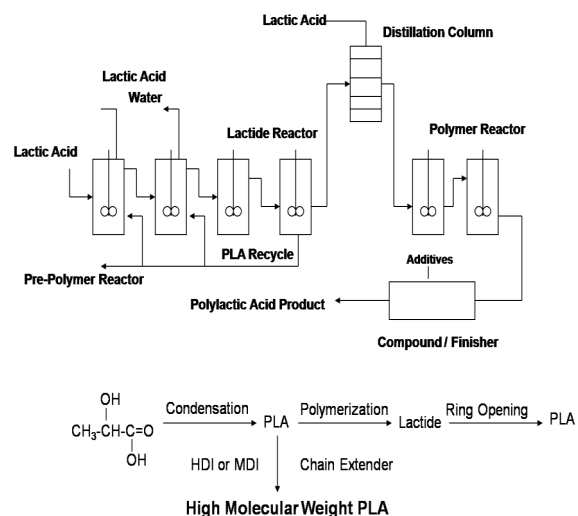 Lactic Acid
Distillation Column
Lactic Acid
Water
Lactide Reactor
Polymer Reactor
Lactic Acid
PLA Recycle
Pre-Polymer Reactor
Additives
Polylactic Acid Product
Compound / Finisher
OH
CH₃-CH-C=O
OH
Condensation
PLA
Polymerization
Lactide
Ring Opening
PLA
HDI or MDI
Chain Extender
High Molecular Weight PLA